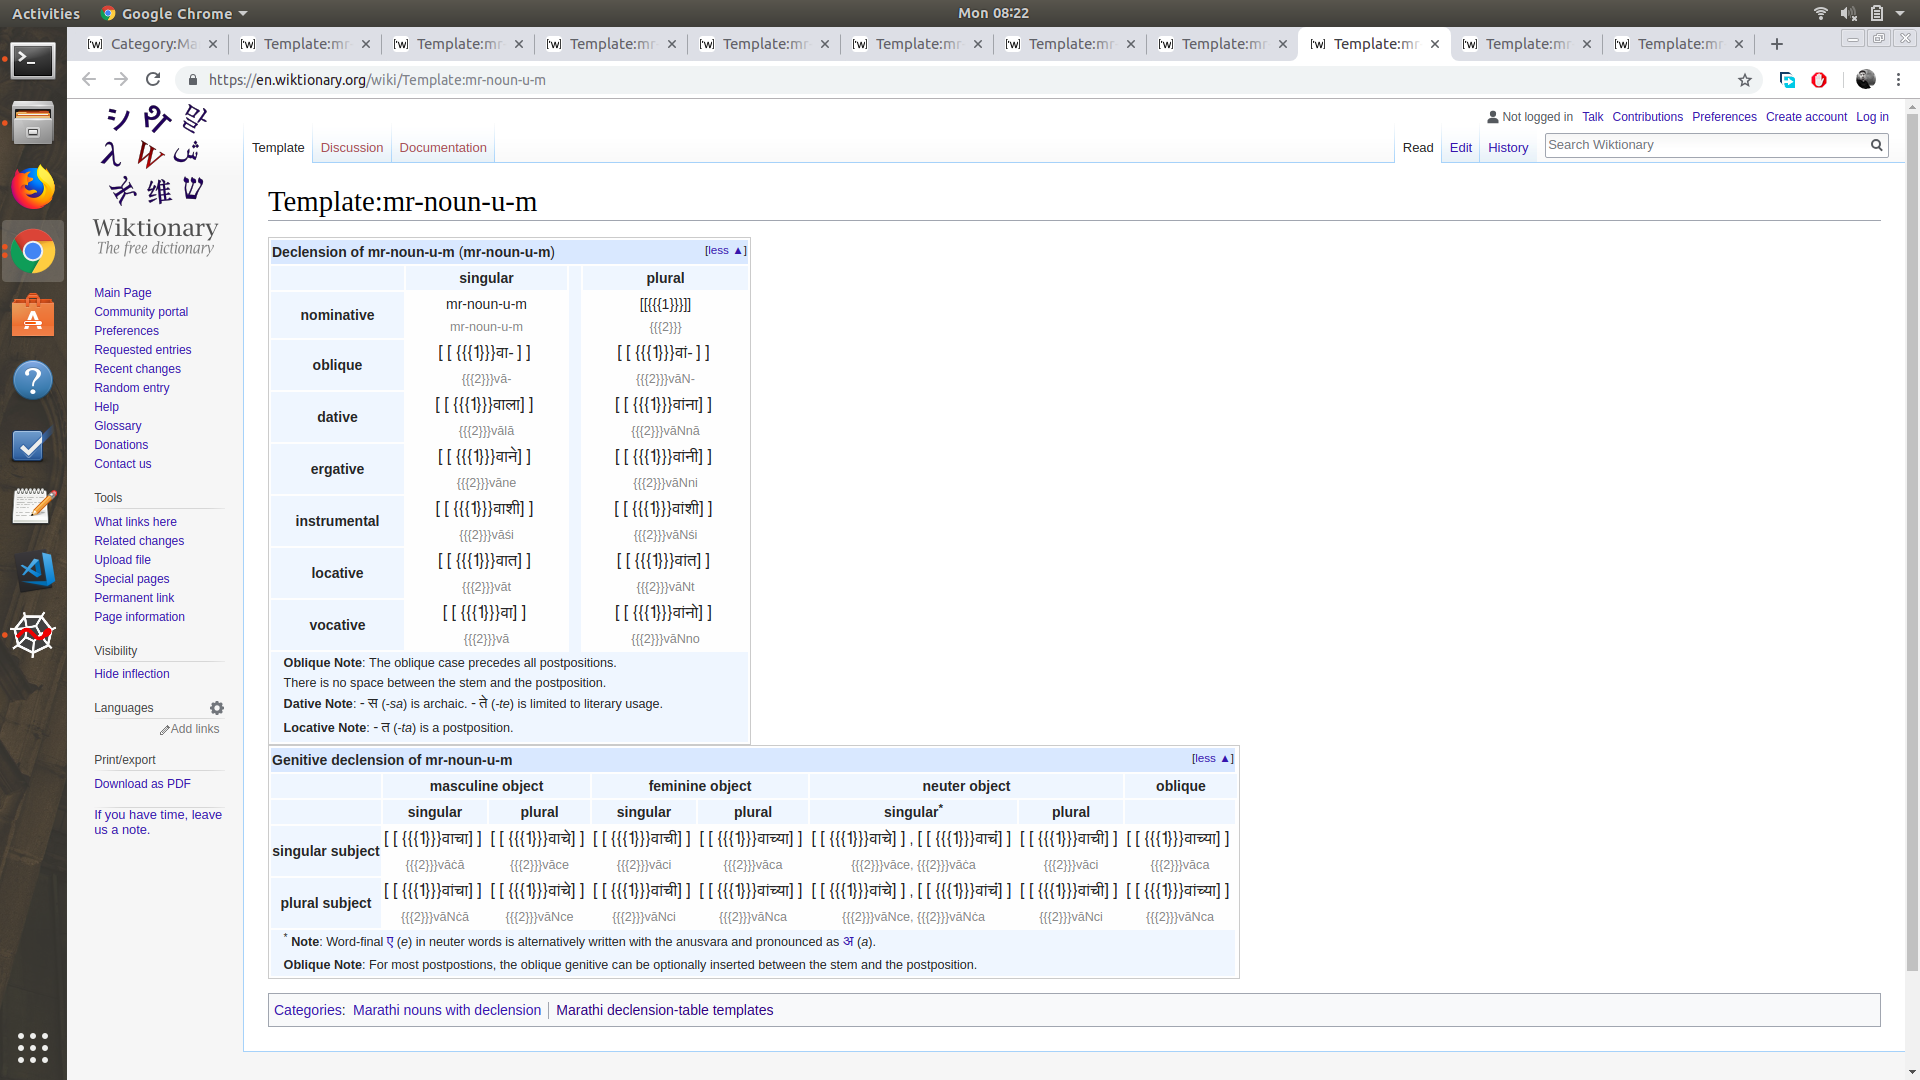 Activities
Google Chrome
Mon 08:22
Category:Ma
Template:mr
Template:mr
Template:mr
Template:mr
Template:mr
Template:mr
Template:mr
Template:mr
Template:mr
Template:mr
https://en.wiktionary.org/wiki/Template:mr-noun-u-m
Not logged in Talk Contributions Preferences Create account Log in
Template Discussion Documentation
Read Edit History
Search Wiktionary
Wiktionary
The free dictionary
Main Page
Community portal
Preferences
Requested entries
Recent changes
Random entry
Help
Glossary
Donations
Contact us
Tools
What links here
Related changes
Upload file
Special pages
Permanent link
Page information
Visibility
Hide inflection
Languages
Add links
Print/export
Download as PDF
If you have time, leave
us a note.
Template:mr-noun-u-m
Declension of mr-noun-u-m (mr-noun-u-m) [less ▲]
singular plural
nominative mr-noun-u-m [[{{{1}}}]]
mr-noun-u-m {{{2}}}
oblique [ [ {{{1}}}वा- ] ] [ [ {{{1}}}वां- ] ]
{{{2}}}vā- {{{2}}}vāN-
dative [ [ {{{1}}}वाला] ] [ [ {{{1}}}वांना] ]
{{{2}}}vālā {{{2}}}vāNnā
ergative [ [ {{{1}}}वाने] ] [ [ {{{1}}}वांनी] ]
{{{2}}}vāne {{{2}}}vāNni
instrumental [ [ {{{1}}}वाशी] ] [ [ {{{1}}}वांशी] ]
{{{2}}}vāśi {{{2}}}vāNśi
locative [ [ {{{1}}}वात] ] [ [ {{{1}}}वांत] ]
{{{2}}}vāt {{{2}}}vāNt
vocative [ [ {{{1}}}वा] ] [ [ {{{1}}}वांनो] ]
{{{2}}}vā {{{2}}}vāNno
Oblique Note: The oblique case precedes all postpositions.
There is no space between the stem and the postposition.
Dative Note: - स (-sa) is archaic. - ते (-te) is limited to literary usage.
Locative Note: - त (-ta) is a postposition.
Genitive declension of mr-noun-u-m [less ▲]
masculine object feminine object neuter object oblique
singular plural singular plural singular* plural
singular subject [ [ {{{1}}}वाचा] ] [ [ {{{1}}}वाचे] ] [ [ {{{1}}}वाची] ] [ [ {{{1}}}वाच्या] ] [ [ {{{1}}}वाचे] ] , [ [ {{{1}}}वाचं] ] [ [ {{{1}}}वाची] ] [ [ {{{1}}}वाच्या] ]
{{{2}}}vāċā {{{2}}}vāce {{{2}}}vāci {{{2}}}vāca {{{2}}}vāce, {{{2}}}vāċa {{{2}}}vāci {{{2}}}vāca
plural subject [ [ {{{1}}}वांचा] ] [ [ {{{1}}}वांचे] ] [ [ {{{1}}}वांची] ] [ [ {{{1}}}वांच्या] ] [ [ {{{1}}}वांचे] ] , [ [ {{{1}}}वांचं] ] [ [ {{{1}}}वांची] ] [ [ {{{1}}}वांच्या] ]
{{{2}}}vāNċā {{{2}}}vāNce {{{2}}}vāNci {{{2}}}vāNca {{{2}}}vāNce, {{{2}}}vāNċa {{{2}}}vāNci {{{2}}}vāNca
* Note: Word-final ए (e) in neuter words is alternatively written with the anusvara and pronounced as अ (a).
Oblique Note: For most postpostions, the oblique genitive can be optionally inserted between the stem and the postposition.
Categories: Marathi nouns with declension | Marathi declension-table templates